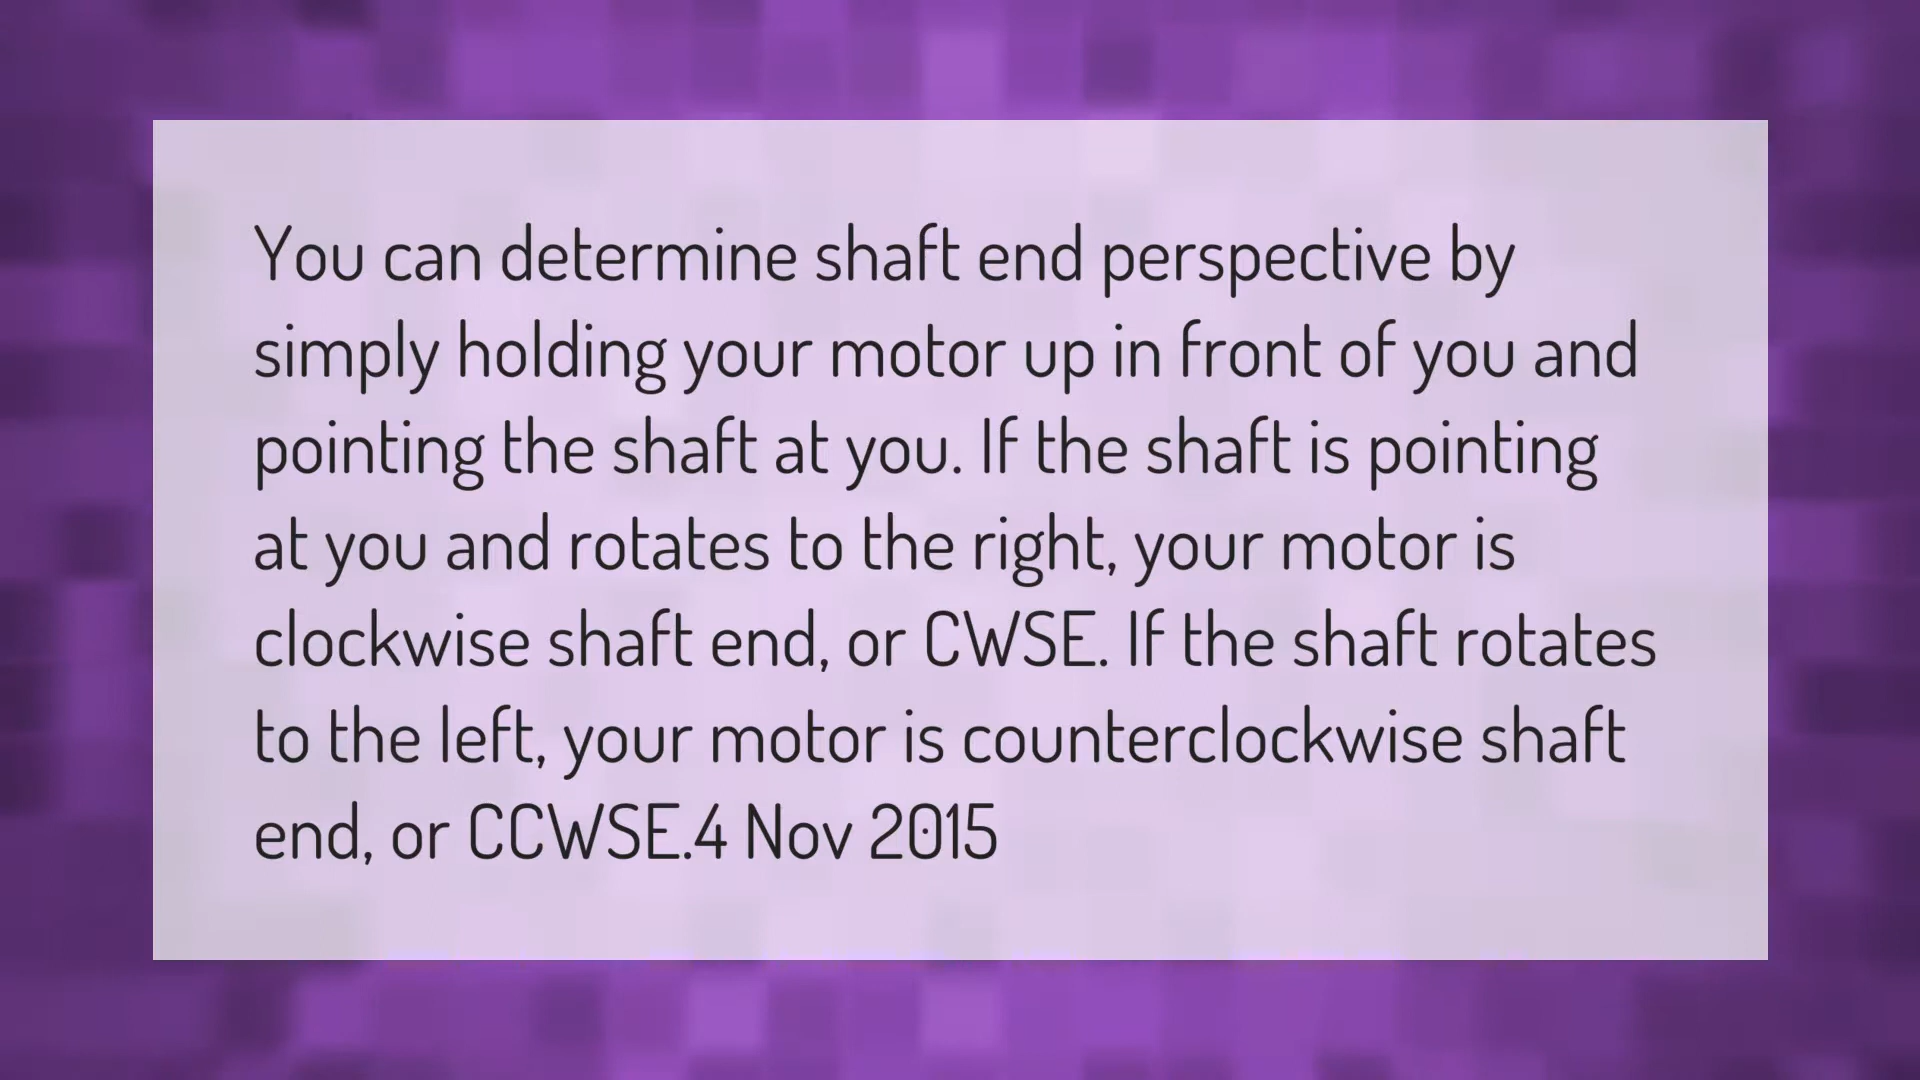 You can determine shaft end perspective by
simply holding your motor up in front of you and
pointing the shaft at you. If the shaft is pointing
at you and rotates to the right, your motor is
clockwise shaft end, or CWSE. If the shaft rotates
to the left, your motor is counterclockwise shaft
end, or CCWSE.4 Nov 2015